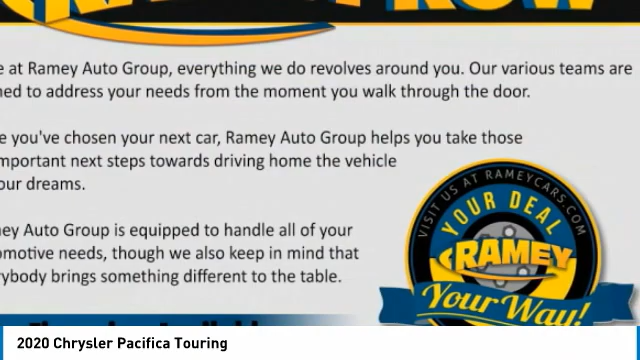 e at Ramey Auto Group, everything we do revolves around you. Our various teams are
ned to address your needs from the moment you walk through the door.
e you've chosen your next car, Ramey Auto Group helps you take those
mportant next steps towards driving home the vehicle
our dreams.
ey Auto Group is equipped to handle all of your
omotive needs, though we also keep in mind that
rybody brings something different to the table.
VISIT US AT RAMEYCARS.COM
YOUR DEAL
RAMEY
Your Way!
2020 Chrysler Pacifica Touring